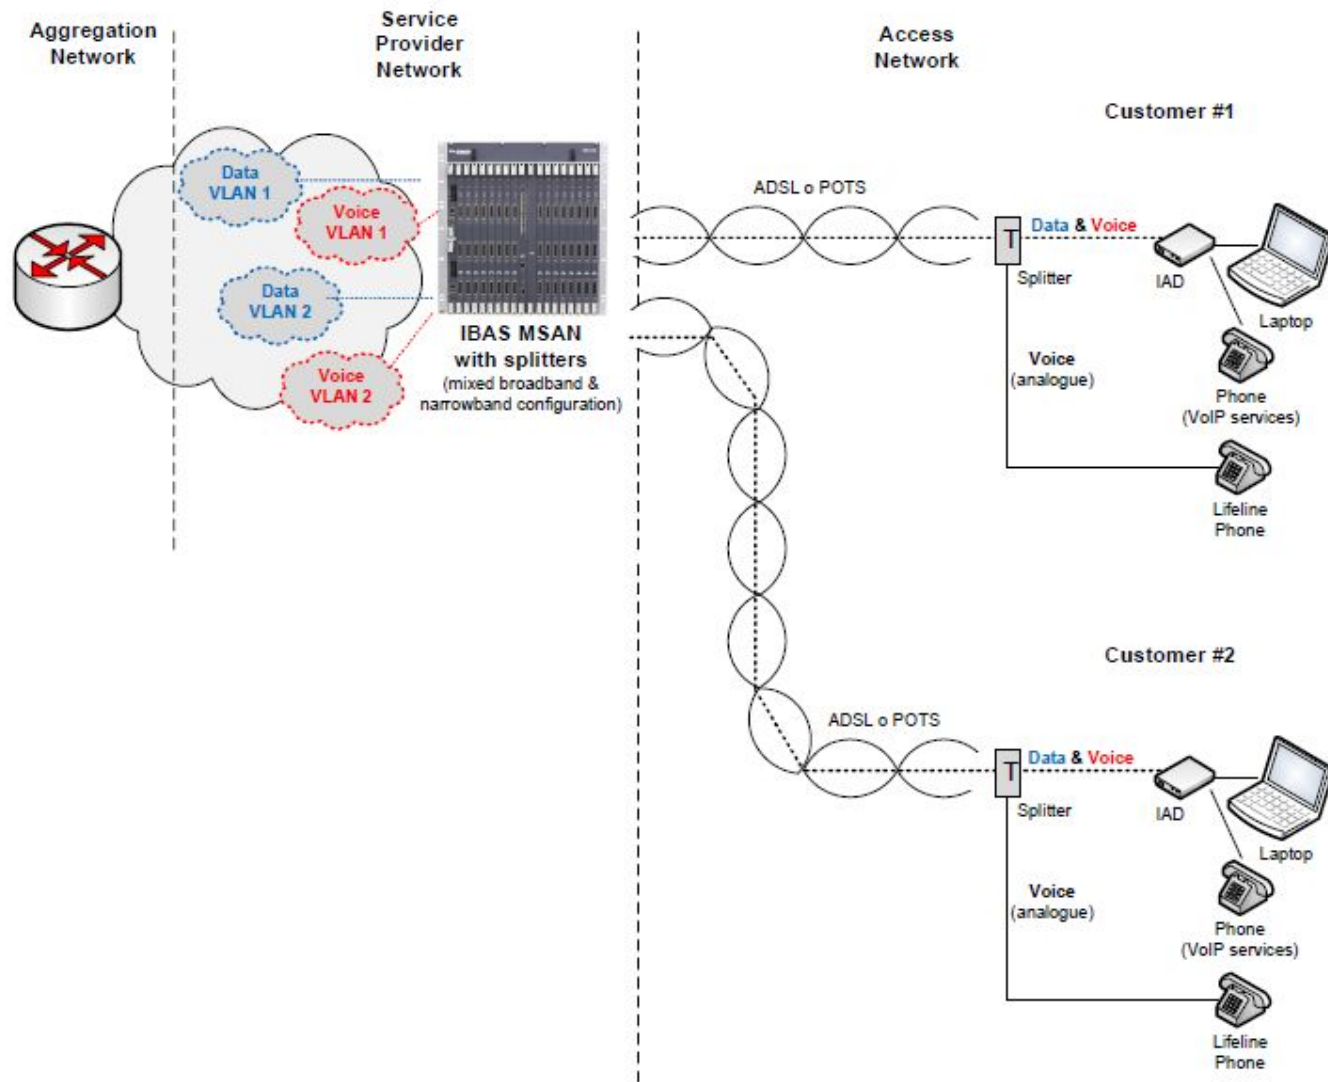 Aggregation
Network
Service
Provider
Network
Access
Network
Customer #1
Data
VLAN 1
Voice
VLAN 1
Data
VLAN 2
Voice
VLAN 2
IBAS MSAN
with splitters
(mixed broadband &
narrowband configuration)
ADSL o POTS
T
Data & Voice
Splitter
IAD
Laptop
Voice
(analogue)
Phone
(VoIP services)
Lifeline
Phone
Customer #2
ADSL o POTS
T
Data & Voice
Splitter
IAD
Laptop
Voice
(analogue)
Phone
(VoIP services)
Lifeline
Phone